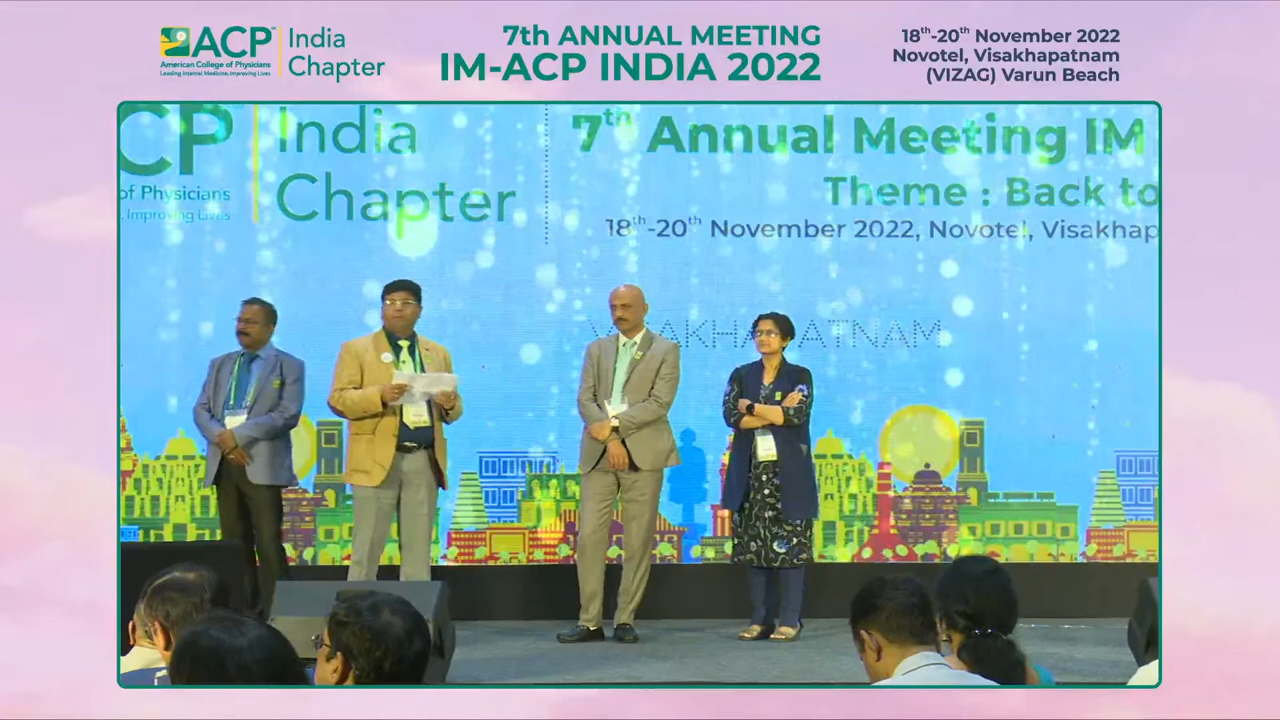 ACP
American College of Physicians
Leading Internal Medicine, Improving Lives
India
Chapter
7th ANNUAL MEETING
IM-ACP INDIA 2022
18th-20th November 2022
Novotel, Visakhapatnam
(VIZAG) Varun Beach
CP
of Physicians
, Improving Lives
India
Chapter
7th Annual Meeting IM
Theme : Back to
18th-20th November 2022, Novotel, Visakhap